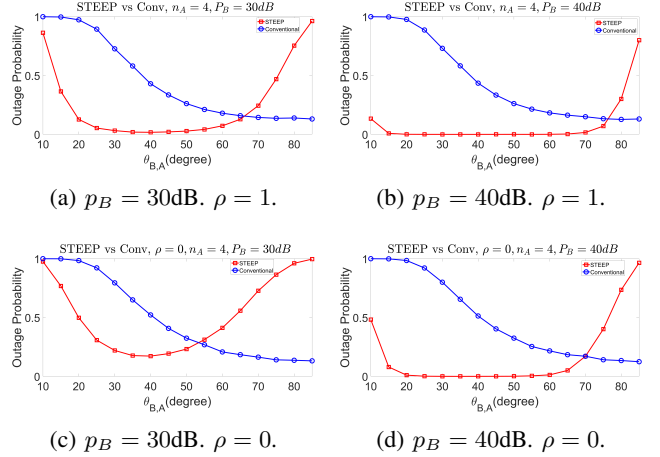 STEEP vs Conv, n_A = 4, P_B = 30dB
STEEP
Conventional
Outage Probability
1
0.5
0
10 20 30 40 50 60 70 80
θ_{B,A}(degree)
(a) p_B = 30dB. ρ = 1.
STEEP vs Conv, n_A = 4, P_B = 40dB
STEEP
Conventional
Outage Probability
1
0.5
0
10 20 30 40 50 60 70 80
θ_{B,A}(degree)
(b) p_B = 40dB. ρ = 1.
STEEP vs Conv, ρ = 0, n_A = 4, P_B = 30dB
STEEP
Conventional
Outage Probability
1
0.5
0
10 20 30 40 50 60 70 80
θ_{B,A}(degree)
(c) p_B = 30dB. ρ = 0.
STEEP vs Conv, ρ = 0, n_A = 4, P_B = 40dB
STEEP
Conventional
Outage Probability
1
0.5
0
10 20 30 40 50 60 70 80
θ_{B,A}(degree)
(d) p_B = 40dB. ρ = 0.